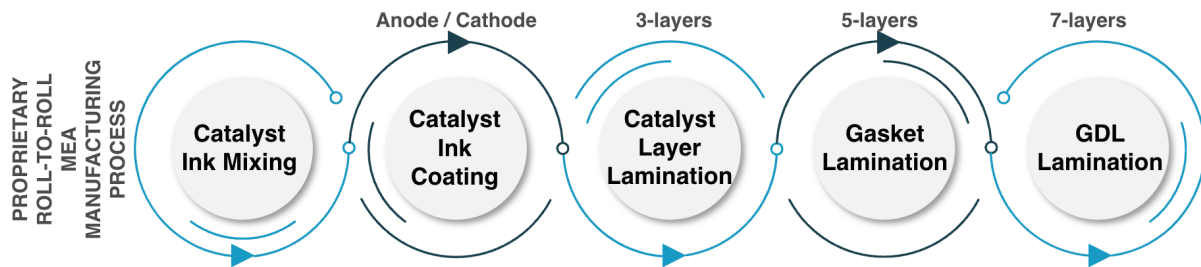 PROPRIETARY
ROLL-TO-ROLL
MEA
MANUFACTURING
PROCESS
Catalyst
Ink Mixing
Anode / Cathode
Catalyst
Ink
Coating
3-layers
Catalyst
Layer
Lamination
5-layers
Gasket
Lamination
7-layers
GDL
Lamination